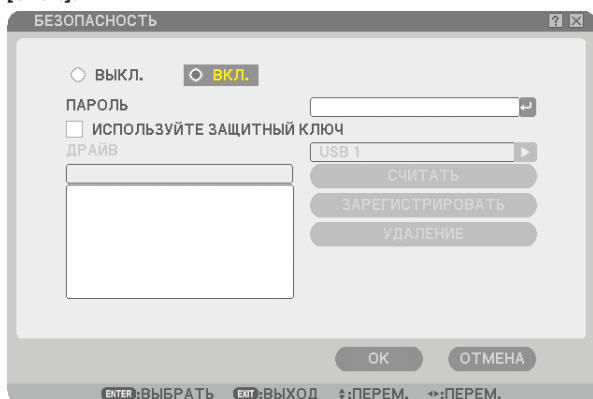 БЕЗОПАСНОСТЬ
ВЫКЛ. ВКЛ.
ПАРОЛЬ
ИСПОЛЬЗУЙТЕ ЗАЩИТНЫЙ КЛЮЧ
ДРАЙВ USB 1
СЧИТАТЬ
ЗАРЕГИСТРИРОВАТЬ
УДАЛЕНИЕ
OK ОТМЕНА
ENTER:ВЫБРАТЬ EXIT:ВЫХОД :ПЕРЕМ. :ПЕРЕМ.